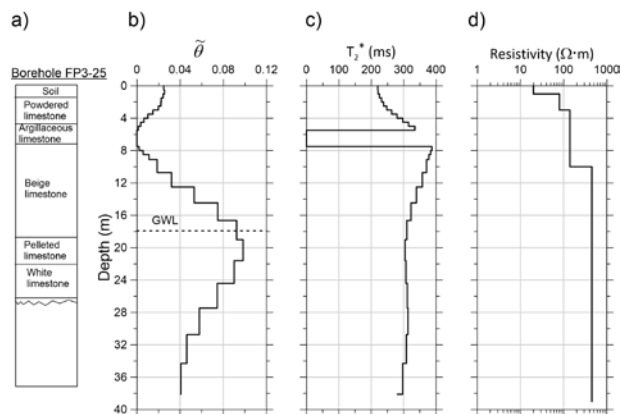 a)
Borehole FP3-25
Soil
Powdered
limestone
Argillaceous
limestone
Beige
limestone
Pelleted
limestone
White
limestone
b)
θ̃
0 0.04 0.08 0.12
Depth (m)
0
4
8
12
16
20
24
28
32
36
40
GWL
c)
T2* (ms)
0 100 200 300 400
d)
Resistivity (Ω·m)
1 10 100 1000